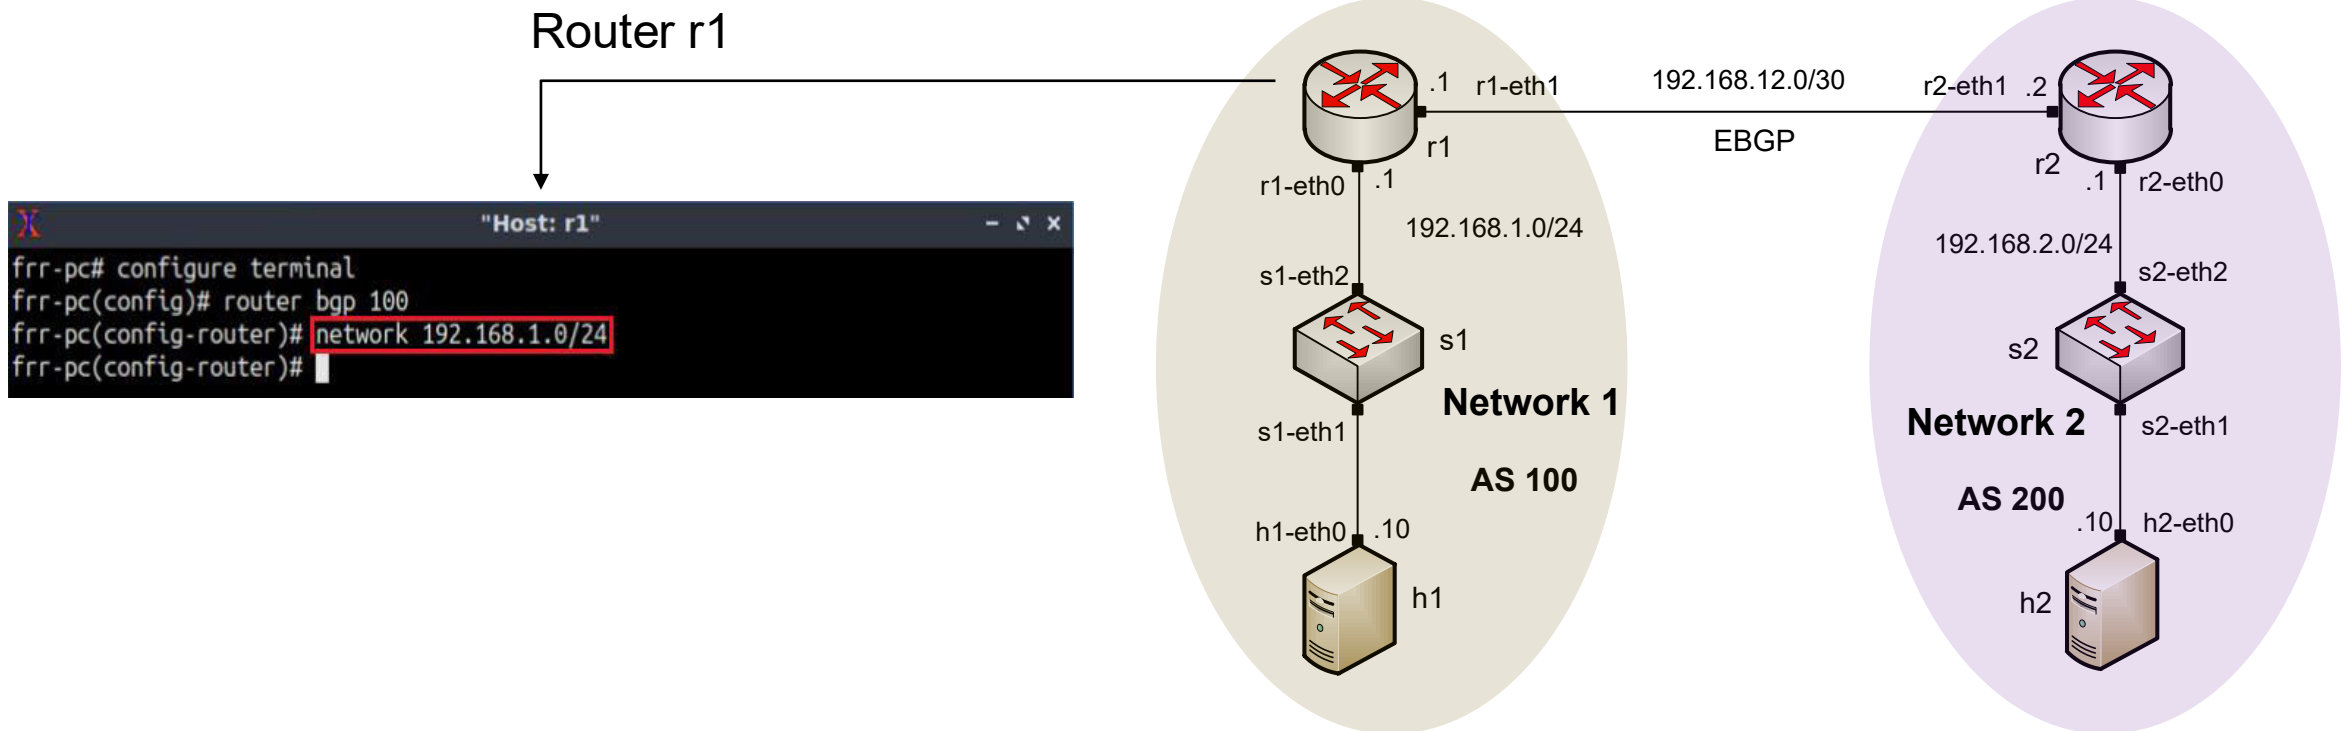 Router r1
"Host: r1"
frr-pc# configure terminal
frr-pc(config)# router bgp 100
frr-pc(config-router)# network 192.168.1.0/24
frr-pc(config-router)#
.1
r1-eth1
192.168.12.0/30
r2-eth1
.2
EBGP
r1
r2
r1-eth0
.1
.1
r2-eth0
192.168.1.0/24
192.168.2.0/24
s1-eth2
s2-eth2
s1
s2
Network 1
Network 2
s1-eth1
s2-eth1
AS 100
AS 200
h1-eth0
.10
.10
h2-eth0
h1
h2